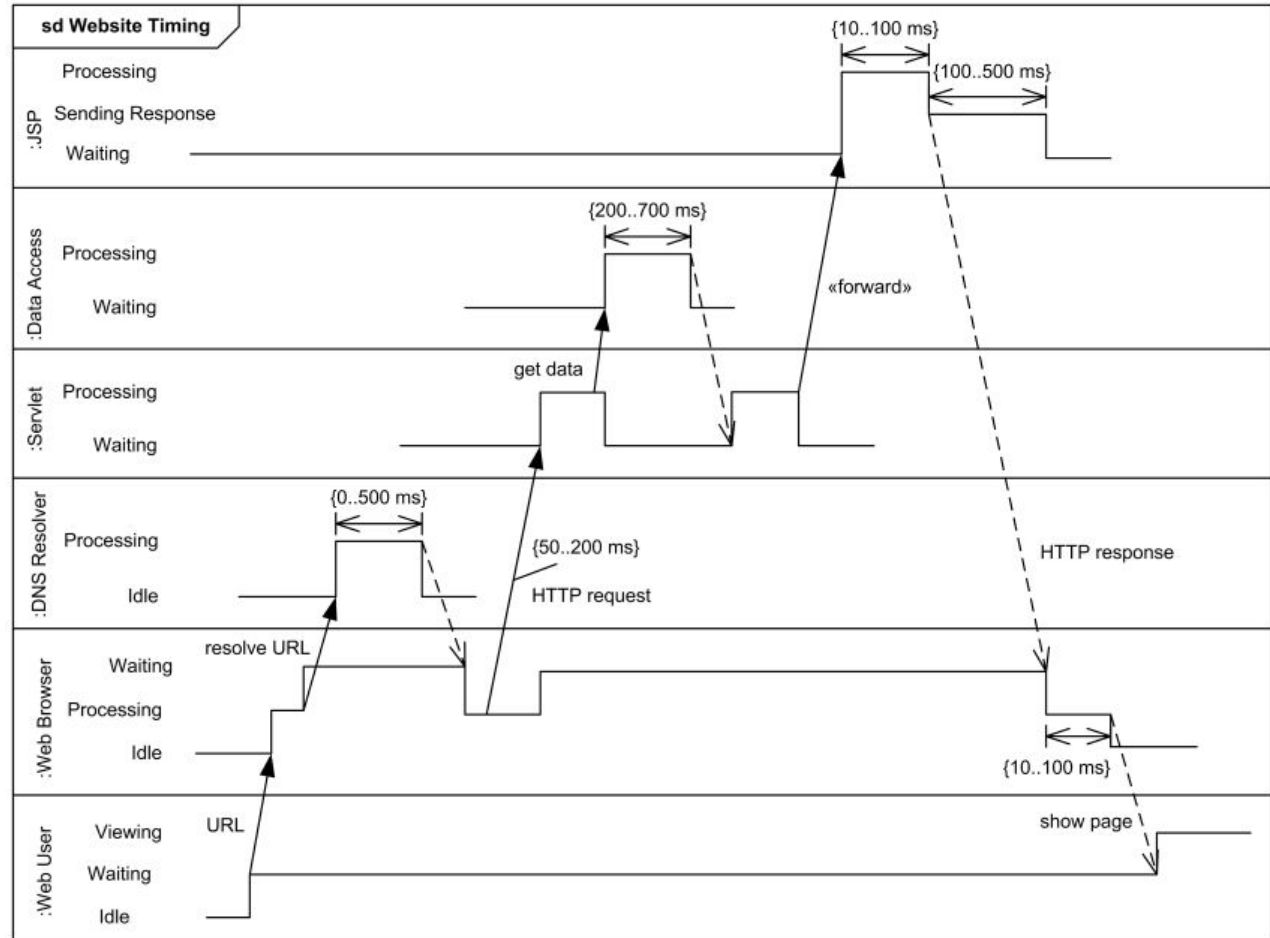 sd Website Timing
:JSP
Processing
Sending Response
Waiting
{10..100 ms}
{100..500 ms}
:Data Access
Processing
Waiting
{200..700 ms}
«forward»
:Servlet
Processing
Waiting
get data
:DNS Resolver
Processing
Idle
{0..500 ms}
{50..200 ms}
HTTP request
HTTP response
:Web Browser
Waiting
Processing
Idle
resolve URL
{10..100 ms}
:Web User
Viewing
Waiting
Idle
URL
show page